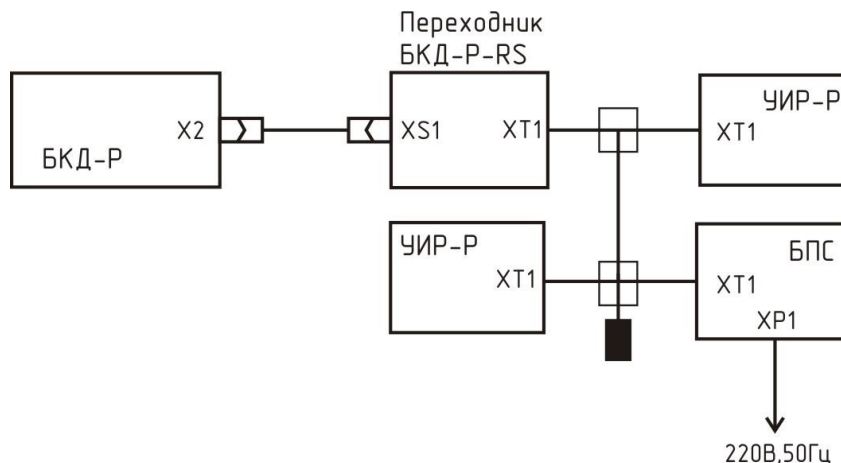 Переходник
БКД-Р-RS
X2
БКД-Р
XS1
XT1
УИР-Р
XT1
УИР-Р
XT1
БПС
XT1
XP1
220В,50Гц